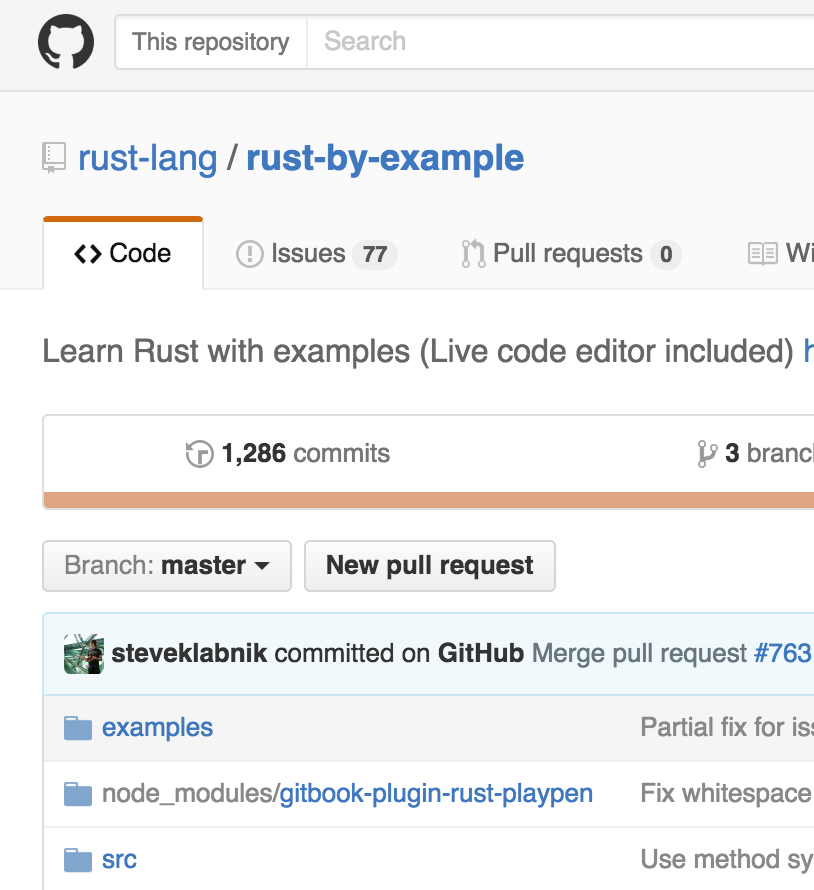 This repository Search
rust-lang / rust-by-example
Code Issues 77 Pull requests 0 Wi
Learn Rust with examples (Live code editor included) h
1,286 commits 3 branch
Branch: master New pull request
steveklabnik committed on GitHub Merge pull request #763
examples Partial fix for iss
node_modules/gitbook-plugin-rust-playpen Fix whitespace
src Use method sy